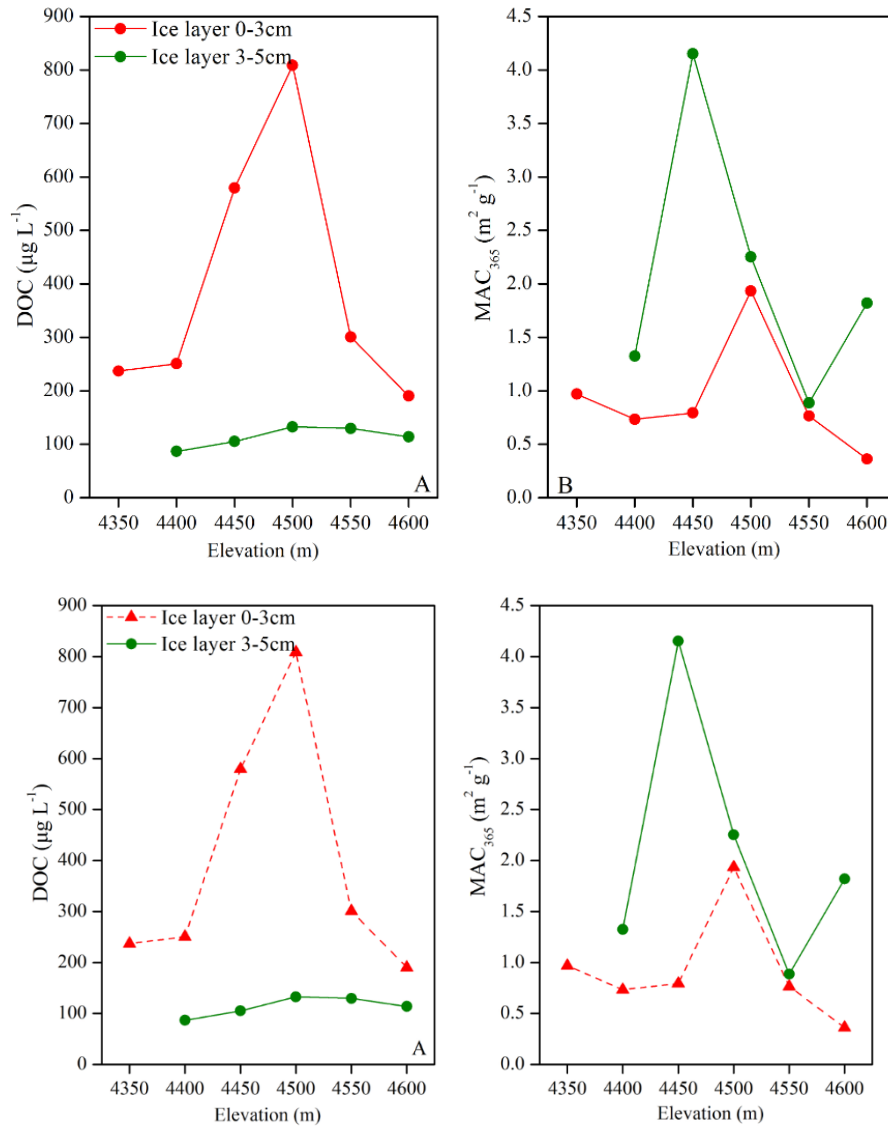 900
800
700
600
500
400
300
200
100
0
DOC (µg L⁻¹)
Ice layer 0-3cm
Ice layer 3-5cm
A
4350 4400 4450 4500 4550 4600
Elevation (m)
4.5
4.0
3.5
3.0
2.5
2.0
1.5
1.0
0.5
0.0
MAC₃₆₅ (m² g⁻¹)
B
4350 4400 4450 4500 4550 4600
Elevation (m)
900
800
700
600
500
400
300
200
100
0
DOC (µg L⁻¹)
Ice layer 0-3cm
Ice layer 3-5cm
A
4350 4400 4450 4500 4550 4600
Elevation (m)
4.5
4.0
3.5
3.0
2.5
2.0
1.5
1.0
0.5
0.0
MAC₃₆₅ (m² g⁻¹)
4350 4400 4450 4500 4550 4600
Elevation (m)